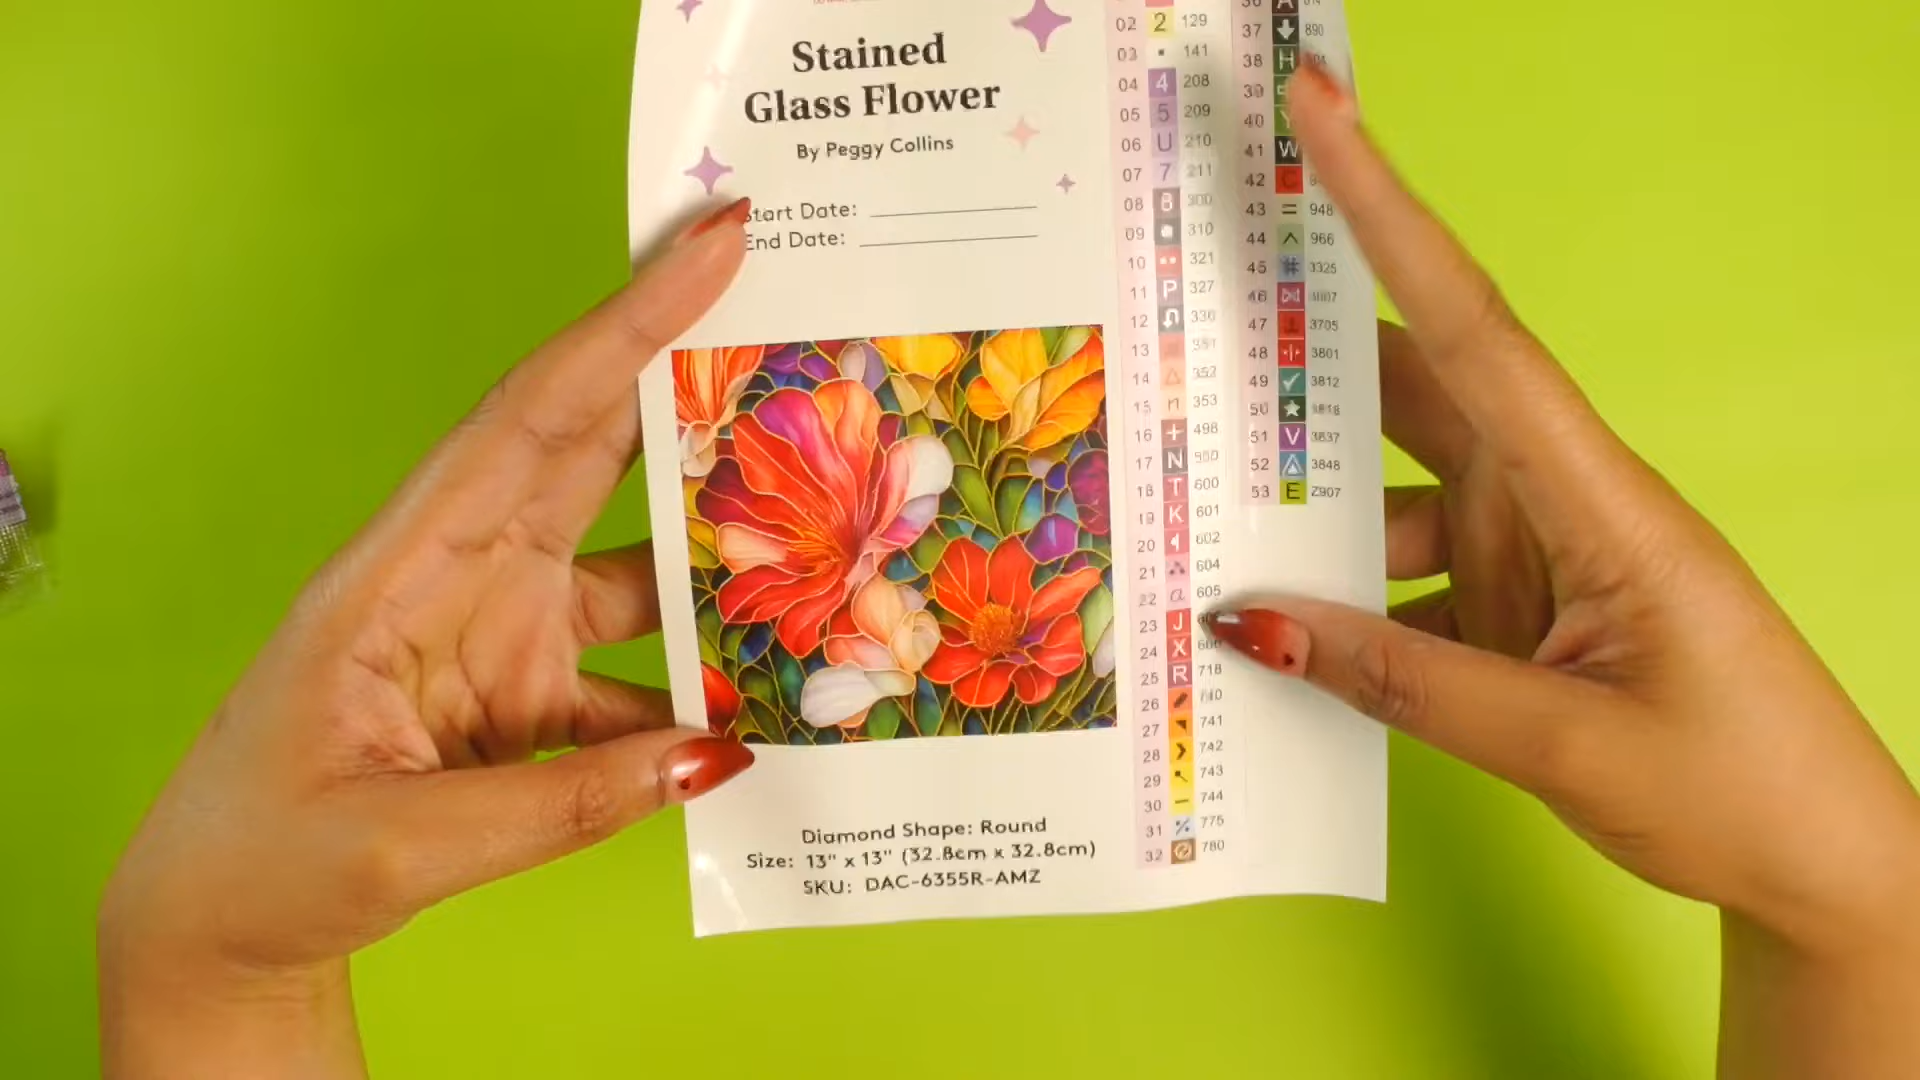 Stained
Glass Flower
By Peggy Collins
Start Date:
End Date:
Diamond Shape: Round
Size: 13" x 13" (32.8cm x 32.8cm)
SKU: DAC-6355R-AMZ
02 2 129
03 141
04 4 208
05 5 209
06 U 210
07 7 211
08 8 300
09 310
10 321
11 P 327
12 336
13 351
14 352
15 n 353
16 + 498
17 N
18 T 600
19 K 601
20 602
21 604
22 a 605
23 J
24 X
25 R 718
26
27 741
28 742
29 743
30 744
31 775
32 780
36 A
37 890
38 H
39
40 Y
41 W
42 C
43 = 948
44 966
45 # 3325
46
47 3705
48 3801
49 3812
50
51 V 3837
52 3848
53 E Z907